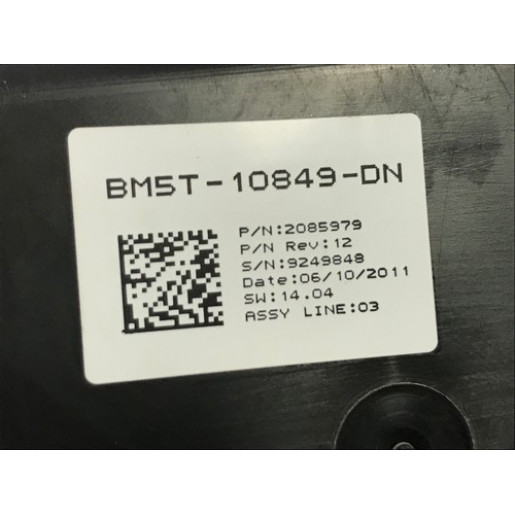 BM5T-10849-DN
P/N:2085979
P/N Rev:12
S/N:9249848
Date:06/10/2011
SW:14.04
ASSY LINE:03